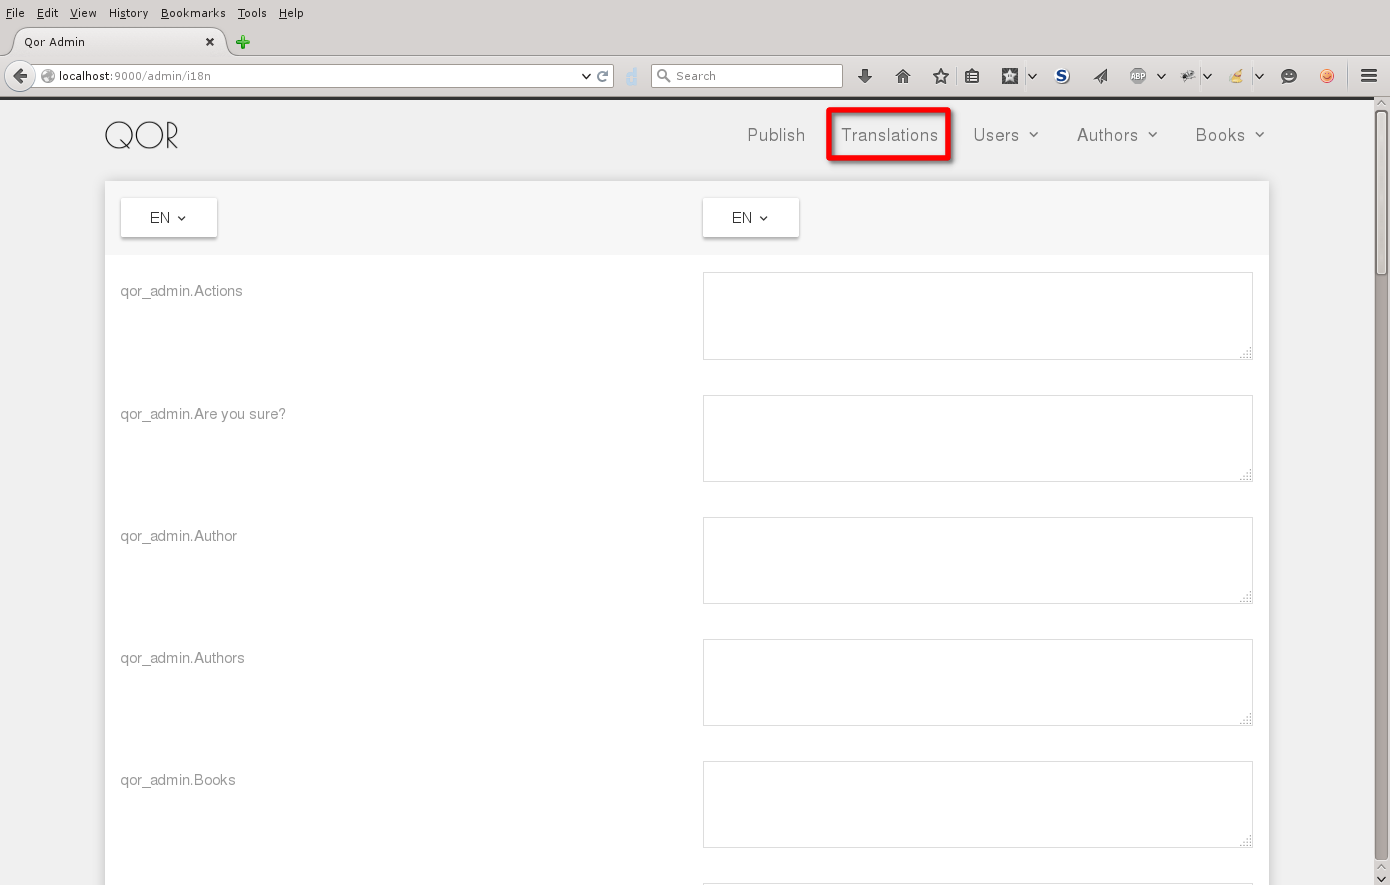 File Edit View History Bookmarks Tools Help
Qor Admin
localhost:9000/admin/i18n
Search
S
ABP
QOR
Publish Translations Users Authors Books
EN EN
qor_admin.Actions
qor_admin.Are you sure?
qor_admin.Author
qor_admin.Authors
qor_admin.Books